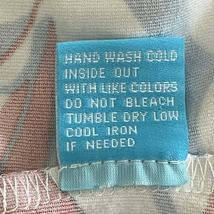 HAND WASH COLD
INSIDE OUT
WITH LIKE COLORS
DO NOT BLEACH
TUMBLE DRY LOW
COOL IRON
IF NEEDED